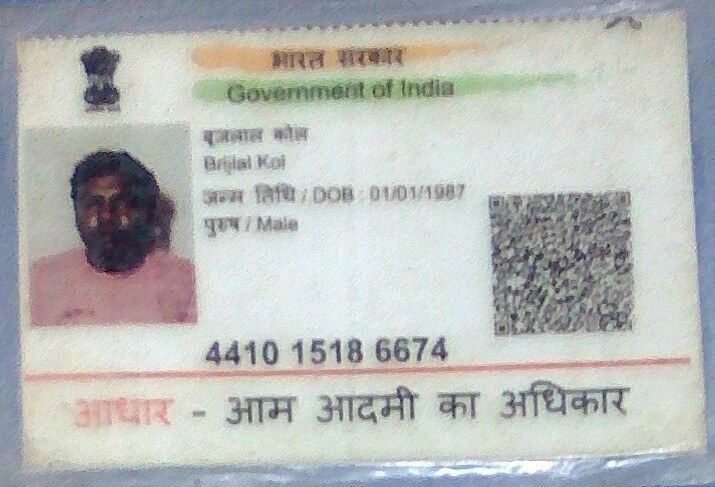 भारत सरकार
Government of India
बृजलाल कोल
Brijlal Kol
जन्म तिथि / DOB : 01/01/1987
पुरुष / Male
4410 1518 6674
आधार - आम आदमी का अधिकार